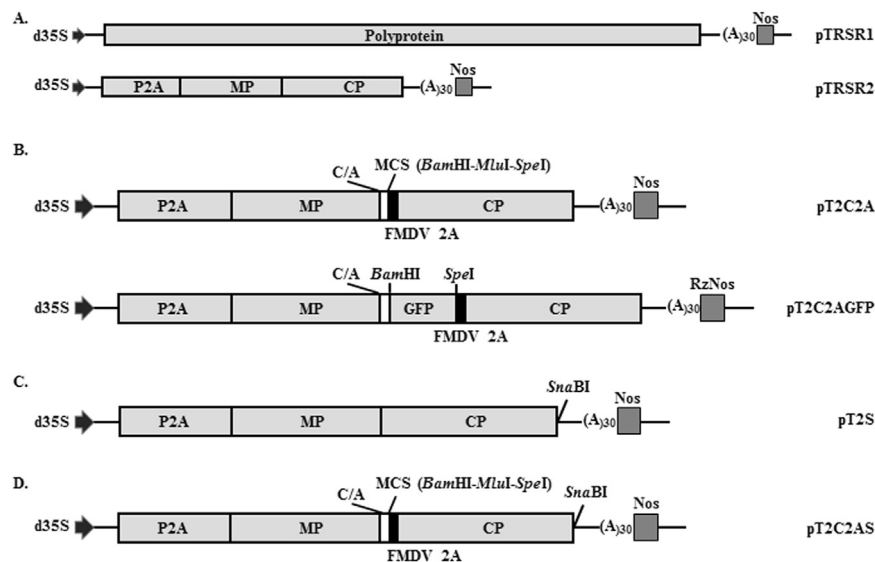 A.
Nos
d35S Polyprotein (A)30 pTRSR1
Nos
d35S P2A MP CP (A)30 pTRSR2
B.
MCS (BamHI-MluI-SpeI)
C/A Nos
d35S P2A MP CP (A)30 pT2C2A
FMDV 2A
C/A BamHI SpeI RzNos
d35S P2A MP GFP CP (A)30 pT2C2AGFP
FMDV 2A
C.
SnaBI
Nos
d35S P2A MP CP (A)30 pT2S
D.
MCS (BamHI-MluI-SpeI) SnaBI
C/A Nos
d35S P2A MP CP (A)30 pT2C2AS
FMDV 2A